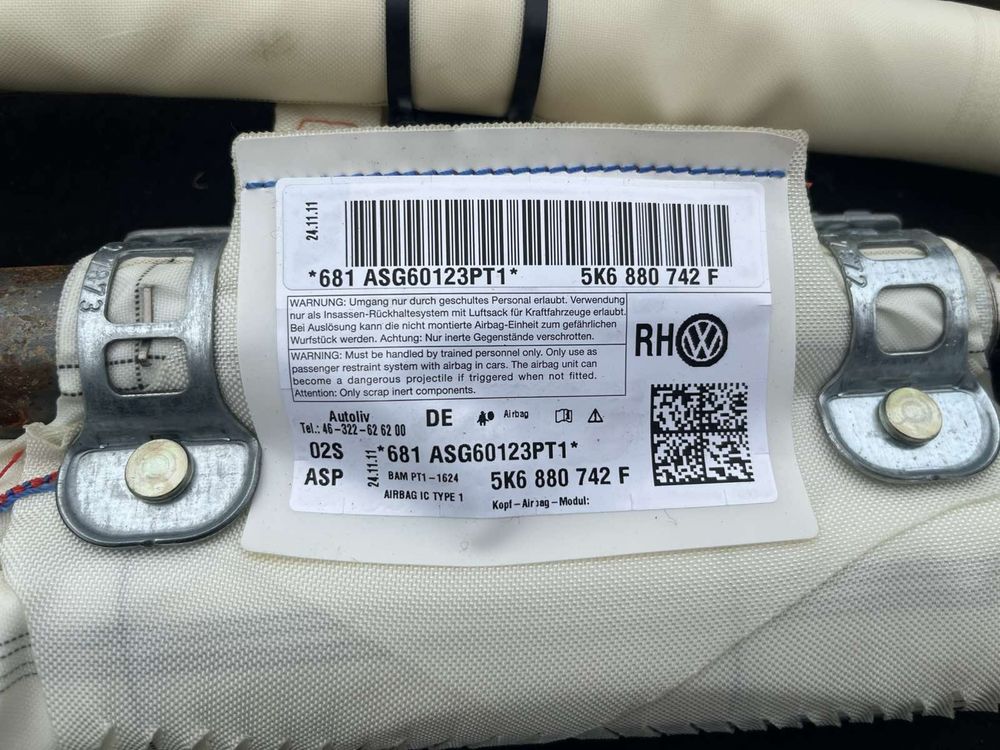 24.11.11
*681 ASG60123PT1*
5K6 880 742 F
WARNUNG: Umgang nur durch geschultes Personal erlaubt. Verwendung
nur als Insassen-Rückhaltesystem mit Luftsack für Kraftfahrzeuge erlaubt.
Bei Auslösung kann die nicht montierte Airbag-Einheit zum gefährlichen
Wurfstück werden. Achtung: Nur inerte Gegenstände verschrotten.
WARNING: Must be handled by trained personnel only. Only use as
passenger restraint system with airbag in cars. The airbag unit can
become a dangerous projectile if triggered when not fitted.
Attention: Only scrap inert components.
RH
Autoliv
Tel.: 46-322-62 62 00
DE
Airbag
02S
ASP
24.11.11
*681 ASG60123PT1*
BAM PT1-1624
5K6 880 742 F
AIRBAG IC TYPE 1
Kopf-Airbag-Modul: